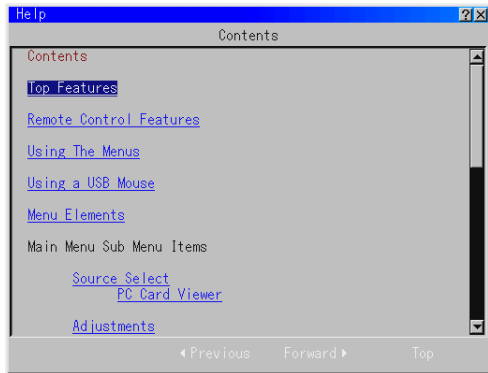 Help
Contents
Contents
Top Features
Remote Control Features
Using The Menus
Using a USB Mouse
Menu Elements
Main Menu Sub Menu Items
Source Select
PC Card Viewer
Adjustments
Previous Forward Top